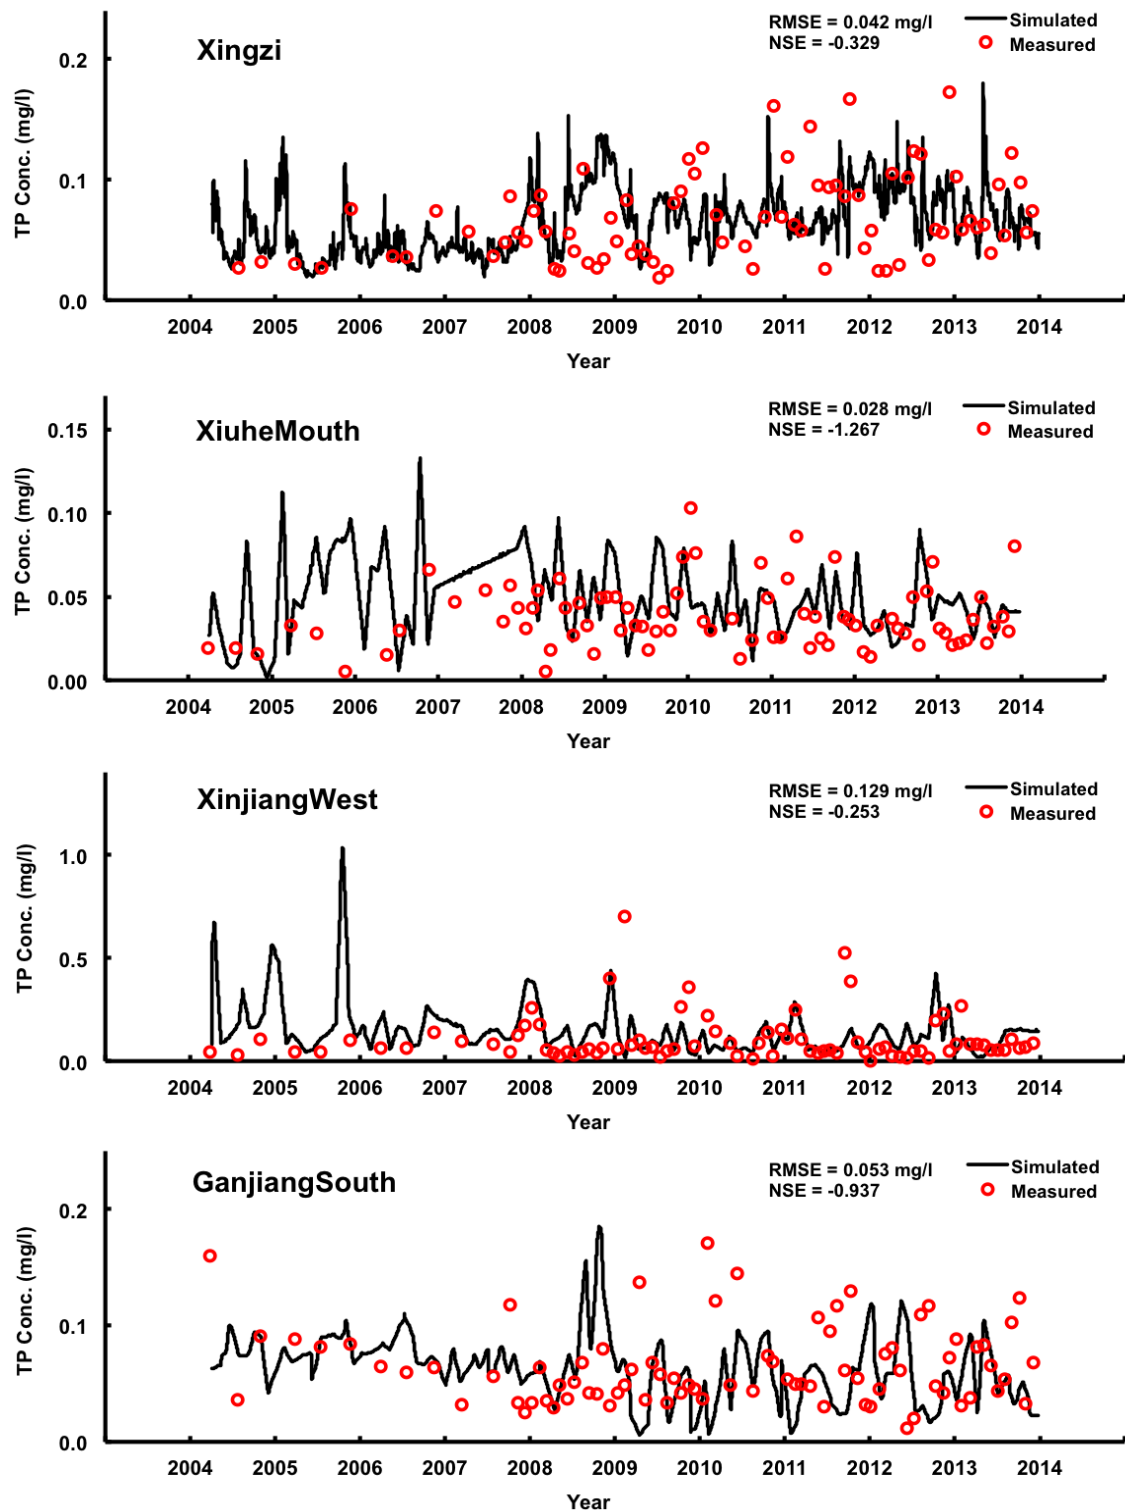 Xingzi
RMSE = 0.042 mg/l
NSE = -0.329
Simulated
Measured
TP Conc. (mg/l)
0.2
0.1
0.0
2004 2005 2006 2007 2008 2009 2010 2011 2012 2013 2014
Year
XiuheMouth
RMSE = 0.028 mg/l
NSE = -1.267
Simulated
Measured
TP Conc. (mg/l)
0.15
0.10
0.05
0.00
2004 2005 2006 2007 2008 2009 2010 2011 2012 2013 2014
Year
XinjiangWest
RMSE = 0.129 mg/l
NSE = -0.253
Simulated
Measured
TP Conc. (mg/l)
1.0
0.5
0.0
2004 2005 2006 2007 2008 2009 2010 2011 2012 2013 2014
Year
GanjiangSouth
RMSE = 0.053 mg/l
NSE = -0.937
Simulated
Measured
TP Conc. (mg/l)
0.2
0.1
0.0
2004 2005 2006 2007 2008 2009 2010 2011 2012 2013 2014
Year